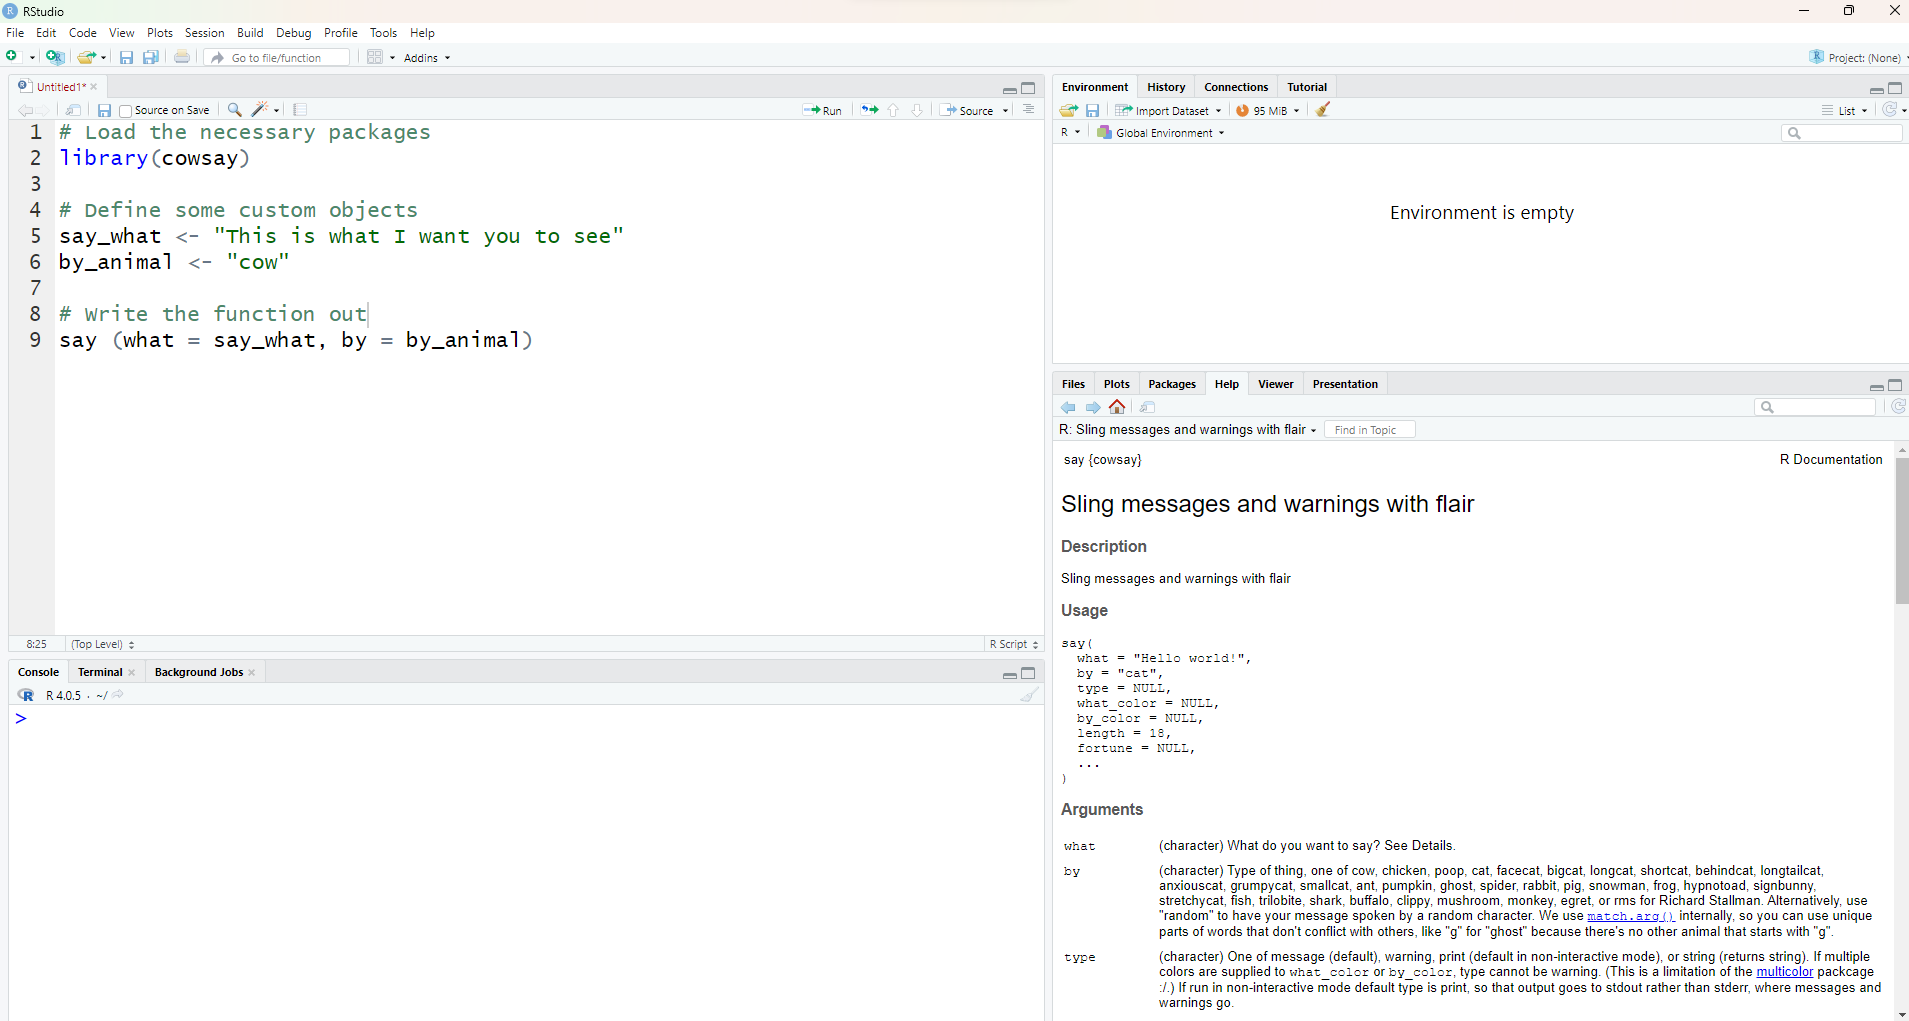 RStudio
File Edit Code View Plots Session Build Debug Profile Tools Help
Go to file/function Addins Project: (None)
Untitled1*
Source on Save Run Source
1 # Load the necessary packages
2 library(cowsay)
3
4 # Define some custom objects
5 say_what <- "This is what I want you to see"
6 by_animal <- "cow"
7
8 # Write the function out
9 say (what = say_what, by = by_animal)
8:25 (Top Level) R Script
Console Terminal Background Jobs
R 4.0.5 · ~/
>
Environment History Connections Tutorial
Import Dataset 95 MiB List
R Global Environment
Environment is empty
Files Plots Packages Help Viewer Presentation
R: Sling messages and warnings with flair Find in Topic
say {cowsay} R Documentation
Sling messages and warnings with flair
Description
Sling messages and warnings with flair
Usage
say(
what = "Hello world!",
by = "cat",
type = NULL,
what_color = NULL,
by_color = NULL,
length = 18,
fortune = NULL,
...
)
Arguments
what (character) What do you want to say? See Details.
by (character) Type of thing, one of cow, chicken, poop, cat, facecat, bigcat, longcat, shortcat, behindcat, longtailcat,
anxiouscat, grumpycat, smallcat, ant, pumpkin, ghost, spider, rabbit, pig, snowman, frog, hypnotoad, signbunny,
stretchycat, fish, trilobite, shark, buffalo, clippy, mushroom, monkey, egret, or rms for Richard Stallman. Alternatively, use
"random" to have your message spoken by a random character. We use match.arg() internally, so you can use unique
parts of words that don't conflict with others, like "g" for "ghost" because there's no other animal that starts with "g".
type (character) One of message (default), warning, print (default in non-interactive mode), or string (returns string). If multiple
colors are supplied to what_color or by_color, type cannot be warning. (This is a limitation of the multicolor packcage
:/.) If run in non-interactive mode default type is print, so that output goes to stdout rather than stderr, where messages and
warnings go.